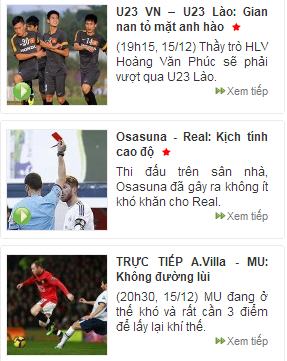 U23 VN – U23 Lào: Gian
nan tỏ mặt anh hào
(19h15, 15/12) Thầy trò HLV
Hoàng Văn Phúc sẽ phải
vượt qua U23 Lào.
Xem tiếp
Osasuna - Real: Kịch tính
cao độ
Thi đấu trên sân nhà,
Osasuna đã gây ra không ít
khó khăn cho Real.
Xem tiếp
TRỰC TIẾP A.Villa - MU:
Không đường lùi
(20h30, 15/12) MU đang ở
thế khó và rất cần 3 điểm
để lấy lại khí thế.
Xem tiếp